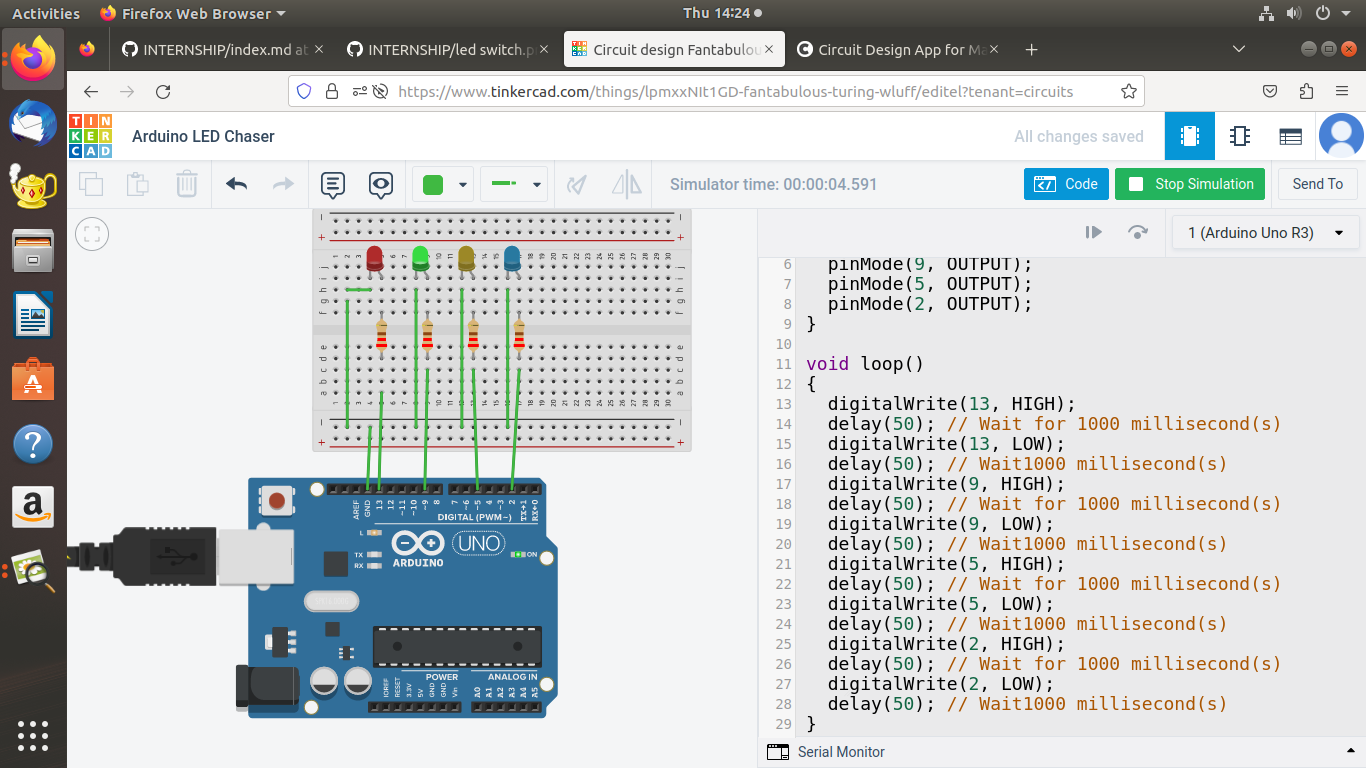 Activities
Firefox Web Browser
Thu 14:24
INTERNSHIP/index.md at
INTERNSHIP/led switch.p
Circuit design Fantabulou
Circuit Design App for Ma
https://www.tinkercad.com/things/lpmxxNIt1GD-fantabulous-turing-wluff/editel?tenant=circuits
TIN
KER
CAD
Arduino LED Chaser
All changes saved
Simulator time: 00:00:04.591
Code
Stop Simulation
Send To
1 (Arduino Uno R3)
6 pinMode(9, OUTPUT);
7 pinMode(5, OUTPUT);
8 pinMode(2, OUTPUT);
9 }
10
11 void loop()
12 {
13 digitalWrite(13, HIGH);
14 delay(50); // Wait for 1000 millisecond(s)
15 digitalWrite(13, LOW);
16 delay(50); // Wait1000 millisecond(s)
17 digitalWrite(9, HIGH);
18 delay(50); // Wait for 1000 millisecond(s)
19 digitalWrite(9, LOW);
20 delay(50); // Wait1000 millisecond(s)
21 digitalWrite(5, HIGH);
22 delay(50); // Wait for 1000 millisecond(s)
23 digitalWrite(5, LOW);
24 delay(50); // Wait1000 millisecond(s)
25 digitalWrite(2, HIGH);
26 delay(50); // Wait for 1000 millisecond(s)
27 digitalWrite(2, LOW);
28 delay(50); // Wait1000 millisecond(s)
29 }
Serial Monitor
AREF
GND
13
12
~11
~10
~9
8
7
~6
~5
4
~3
2
TX→1
RX←0
DIGITAL (PWM~)
L
TX
RX
UNO
ON
ARDUINO
POWER
ANALOG IN
IOREF
RESET
3.3V
5V
GND
GND
Vin
A0
A1
A2
A3
A4
A5